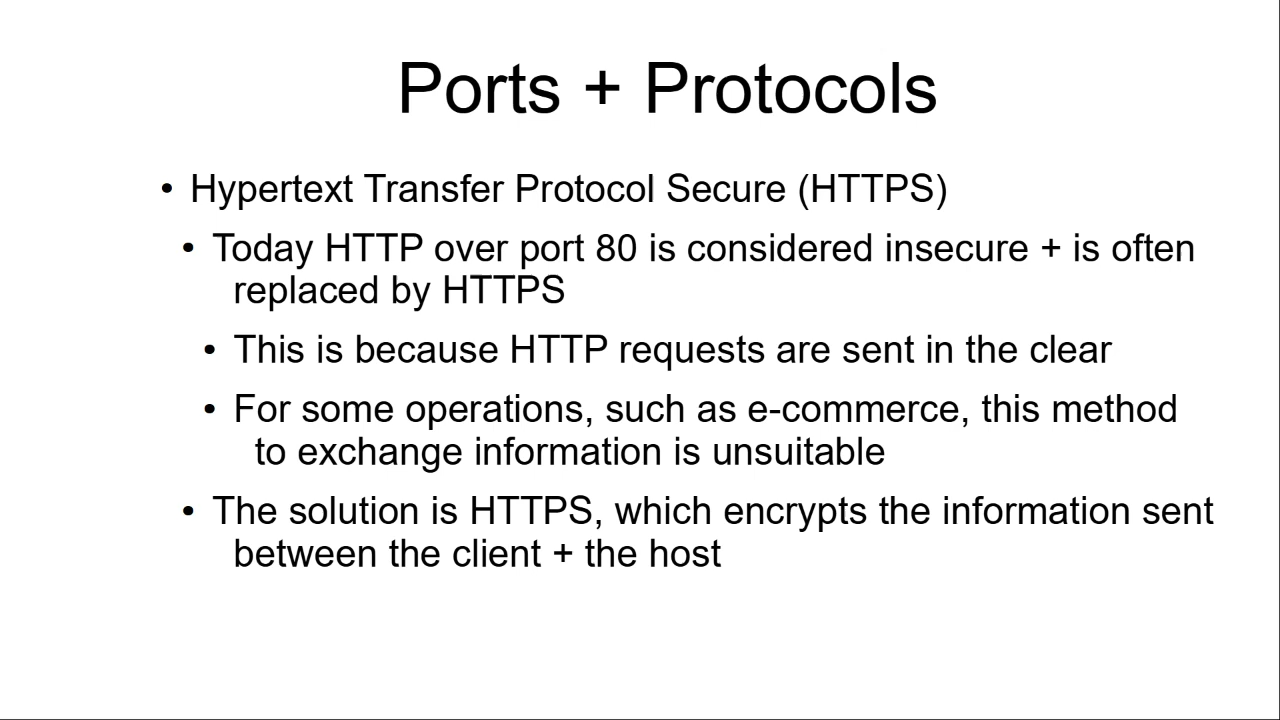 Ports + Protocols
• Hypertext Transfer Protocol Secure (HTTPS)
• Today HTTP over port 80 is considered insecure + is often
replaced by HTTPS
• This is because HTTP requests are sent in the clear
• For some operations, such as e-commerce, this method
to exchange information is unsuitable
• The solution is HTTPS, which encrypts the information sent
between the client + the host